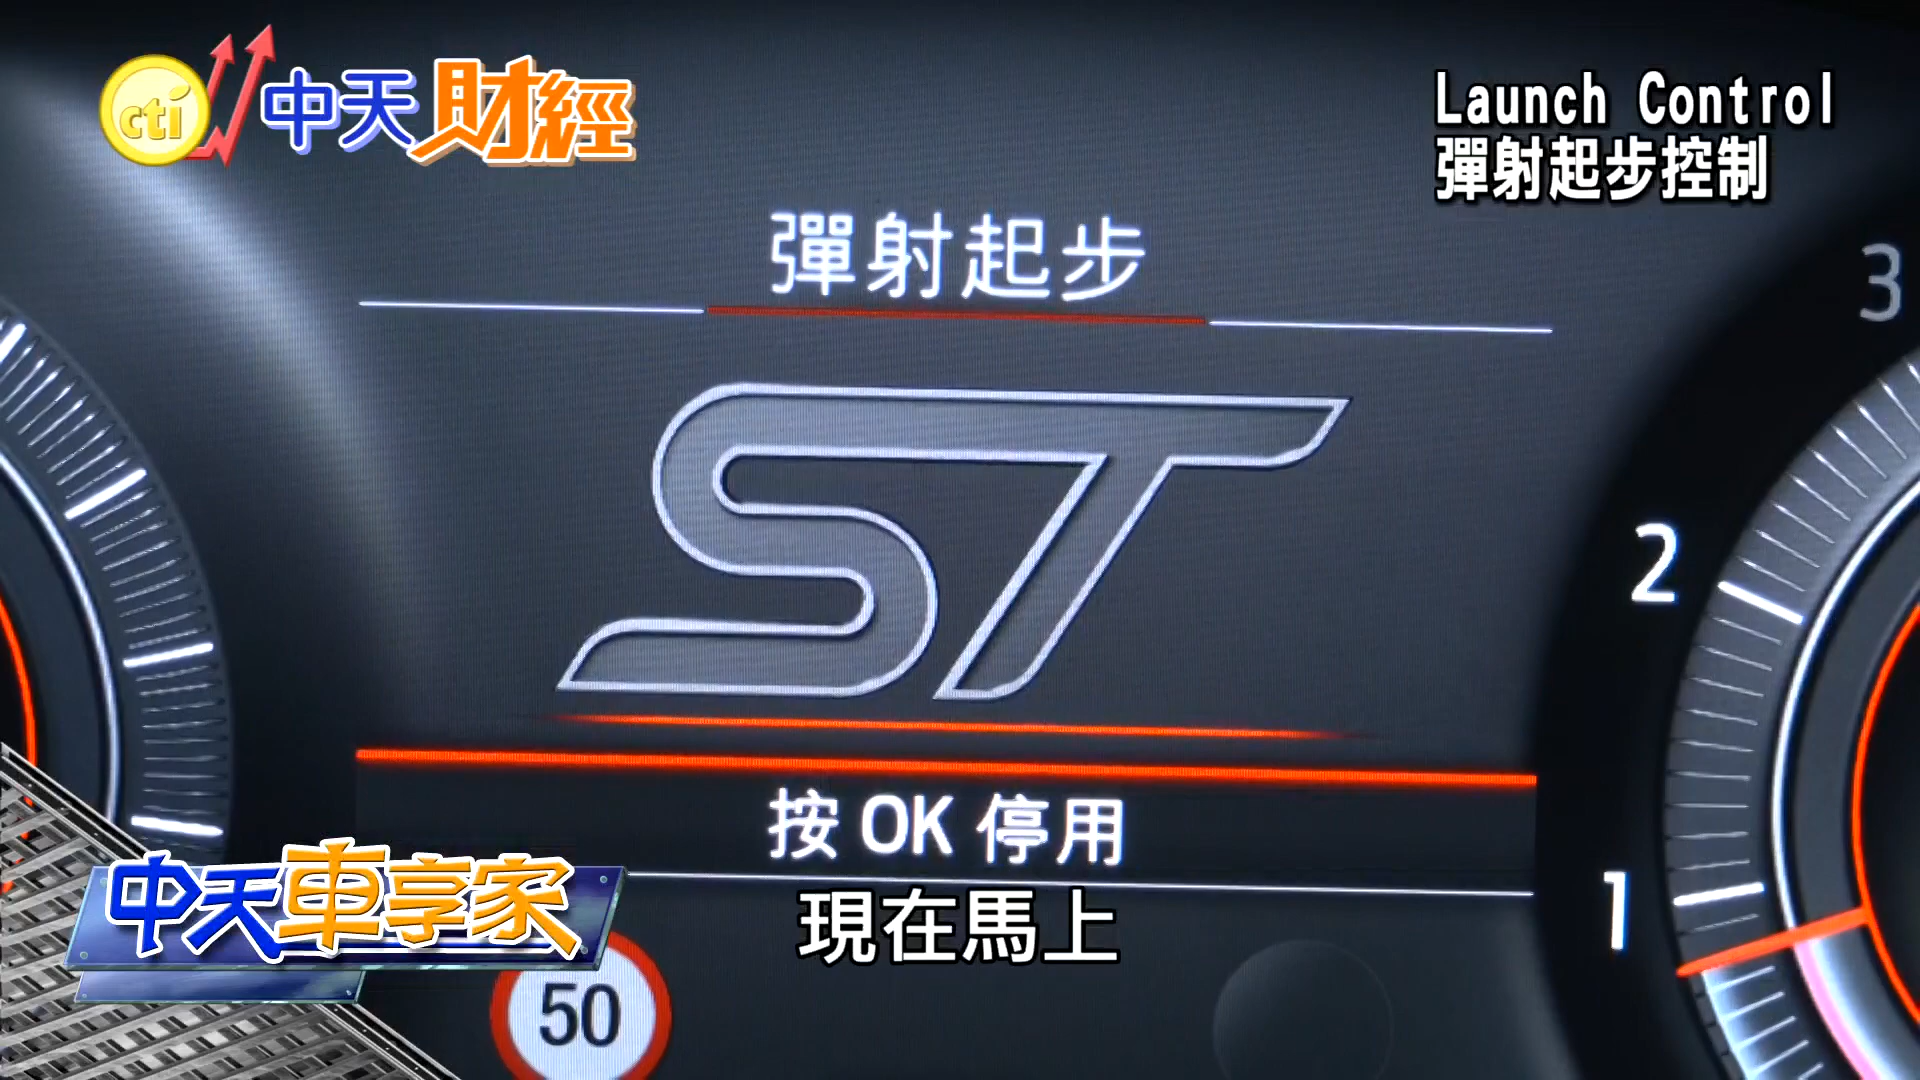 cti 中天財經
Launch Control
彈射起步控制
彈射起步
3
ST
2
按 OK 停用
1
中天車享家
現在馬上
50